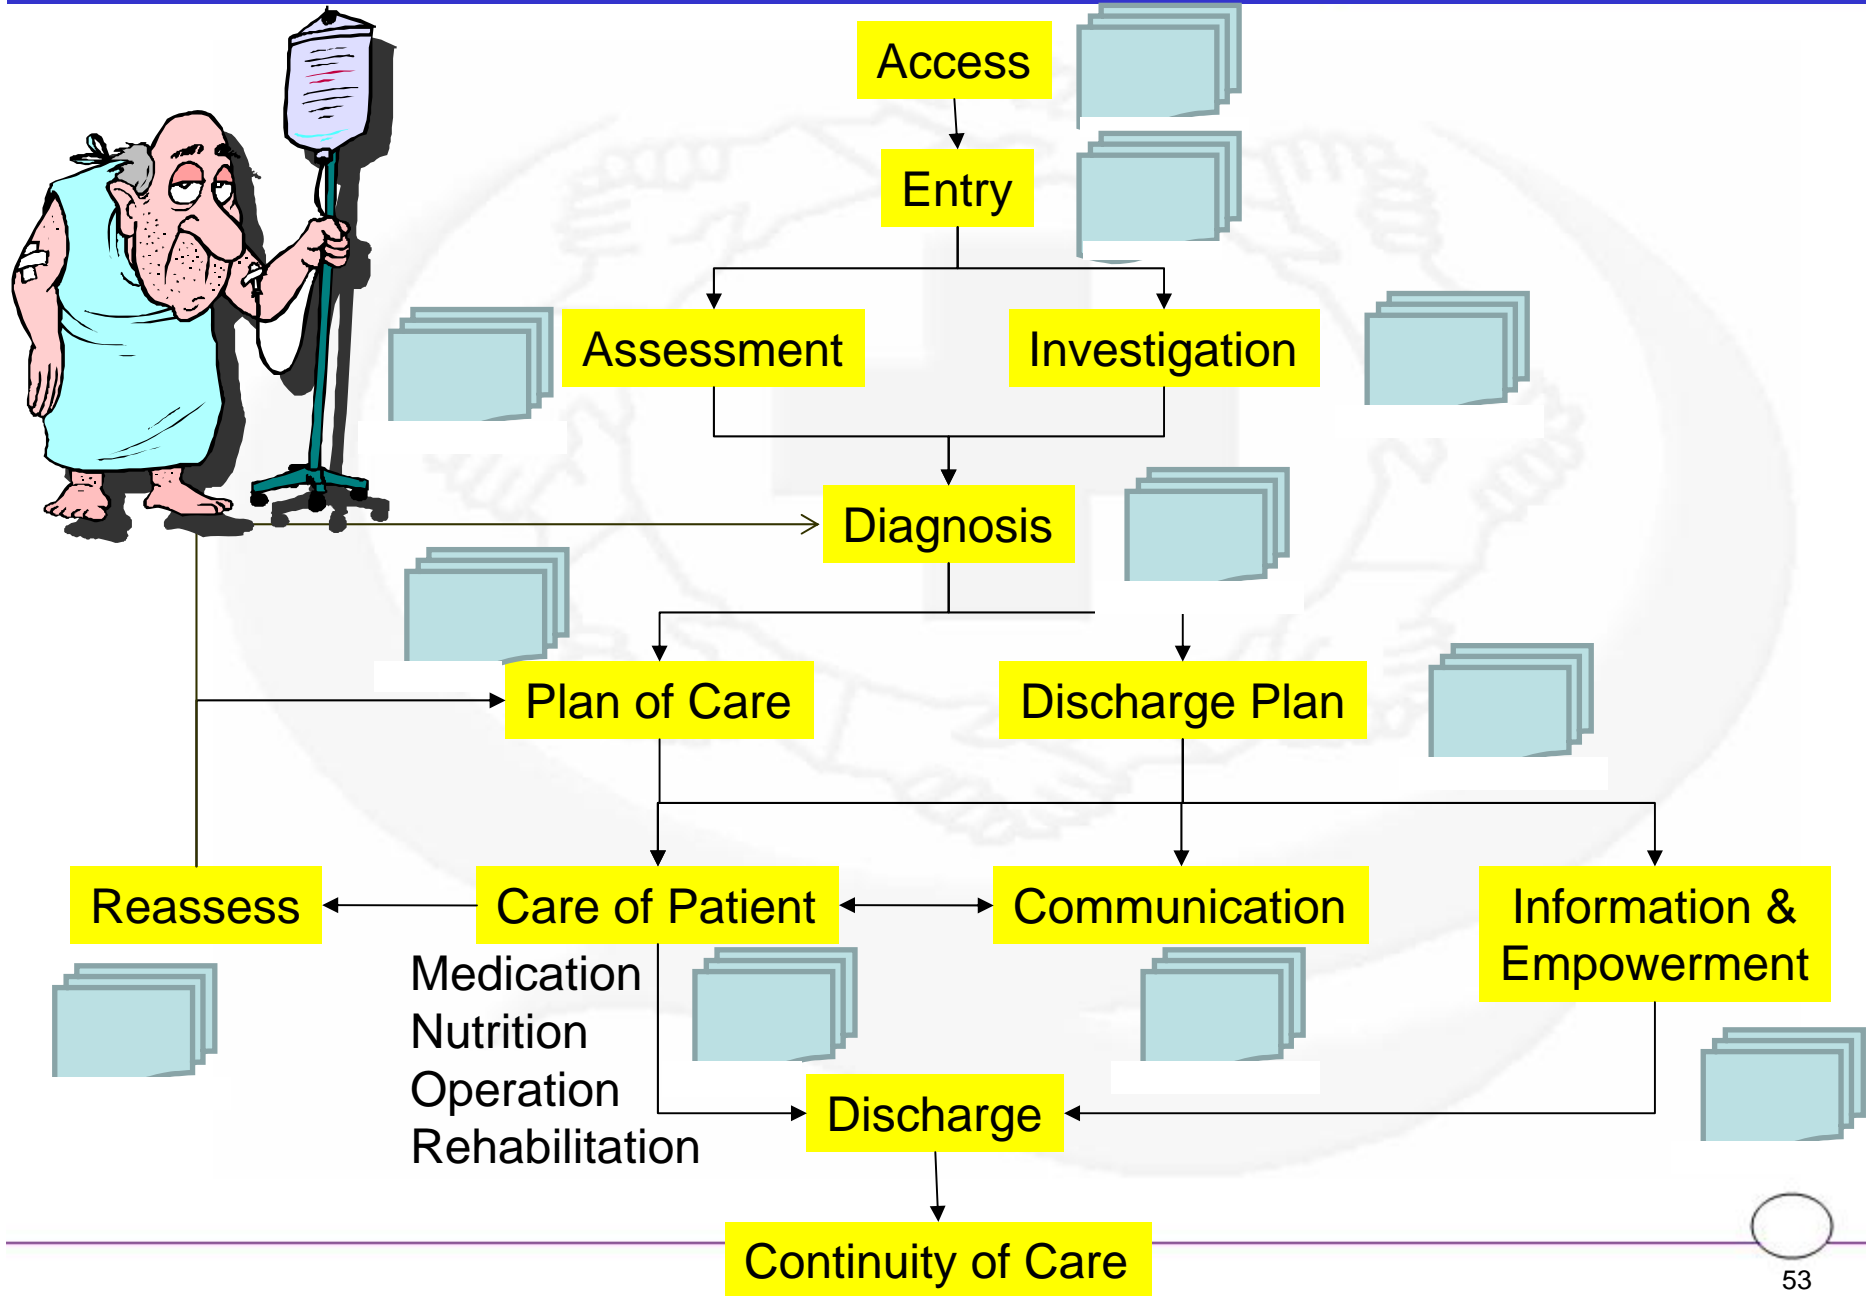 Access
Entry
Assessment
Investigation
Diagnosis
Plan of Care
Discharge Plan
Reassess
Care of Patient
Communication
Information &
Empowerment
Medication
Nutrition
Operation
Rehabilitation
Discharge
Continuity of Care
53